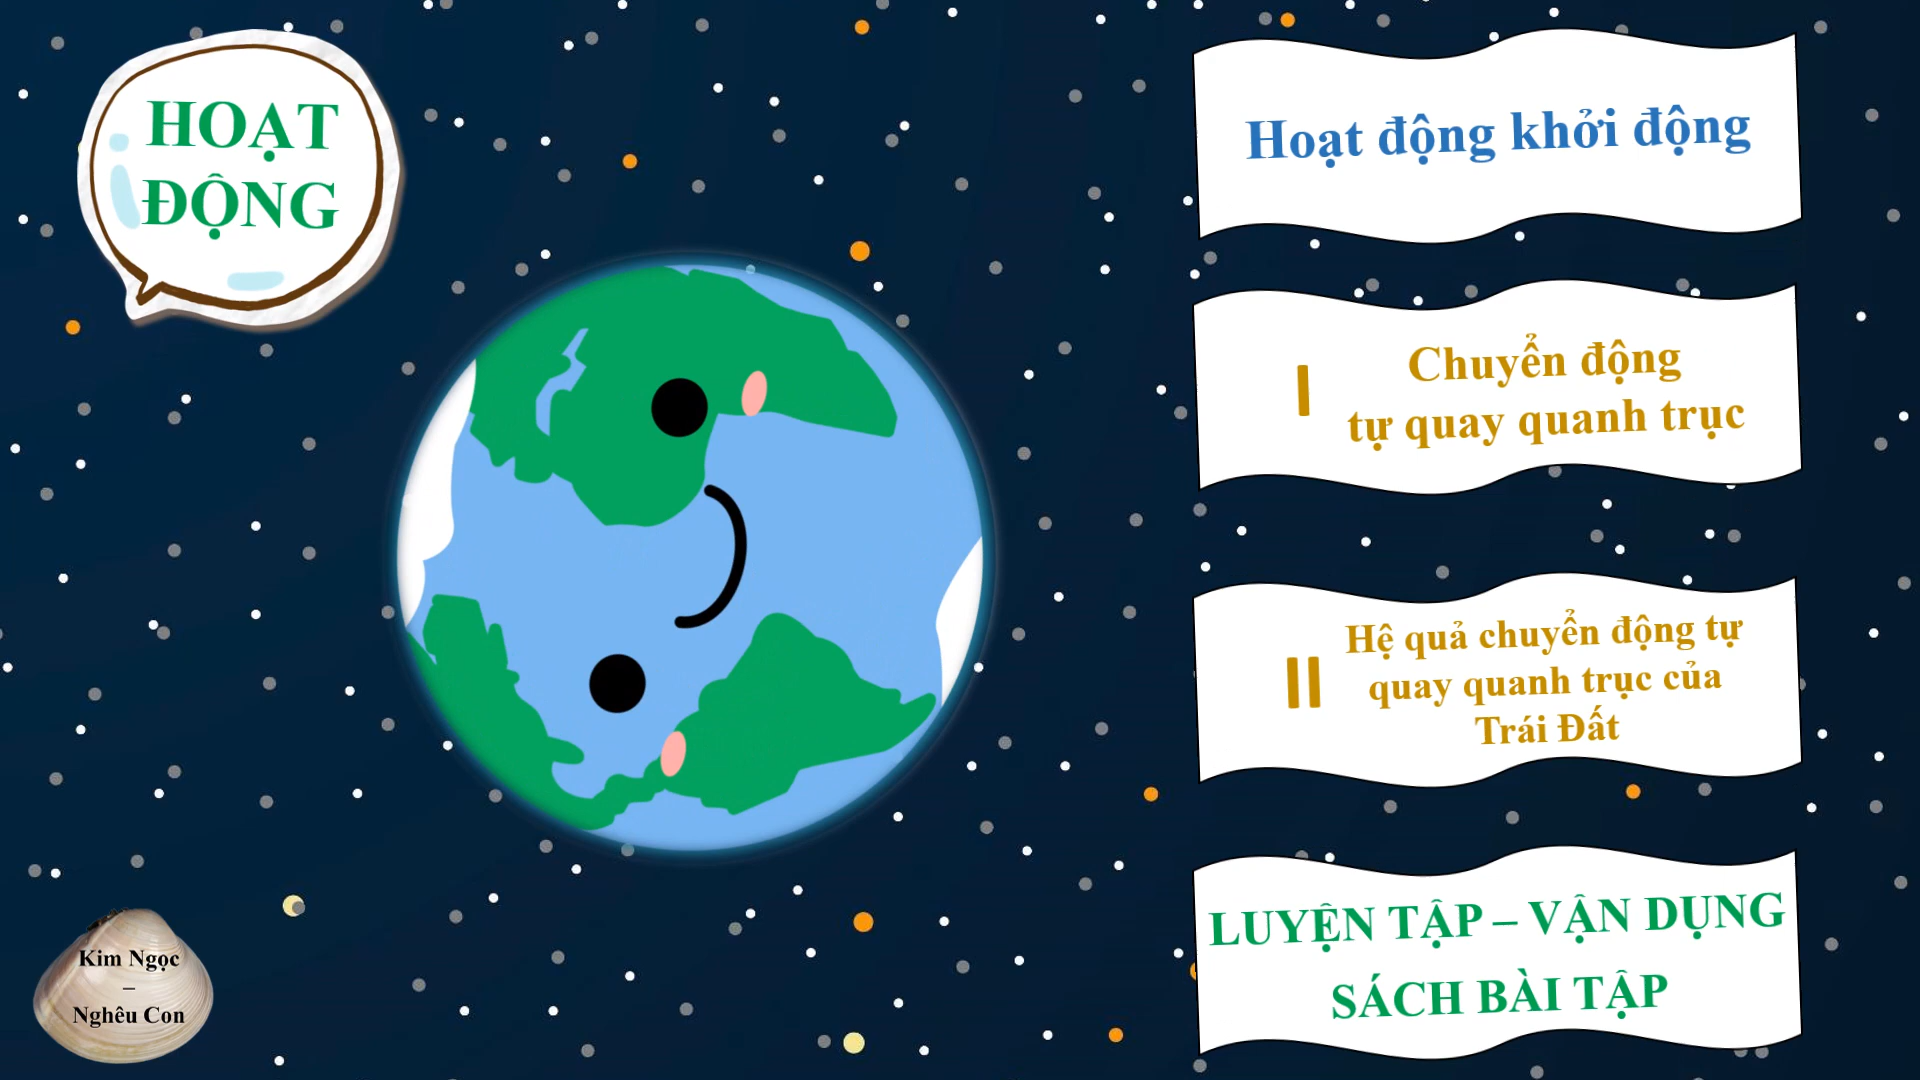 HOẠT
ĐỘNG
Hoạt động khởi động
I
Chuyển động
tự quay quanh trục
II
Hệ quả chuyển động tự
quay quanh trục của
Trái Đất
LUYỆN TẬP – VẬN DỤNG
SÁCH BÀI TẬP
Kim Ngọc
–
Nghêu Con